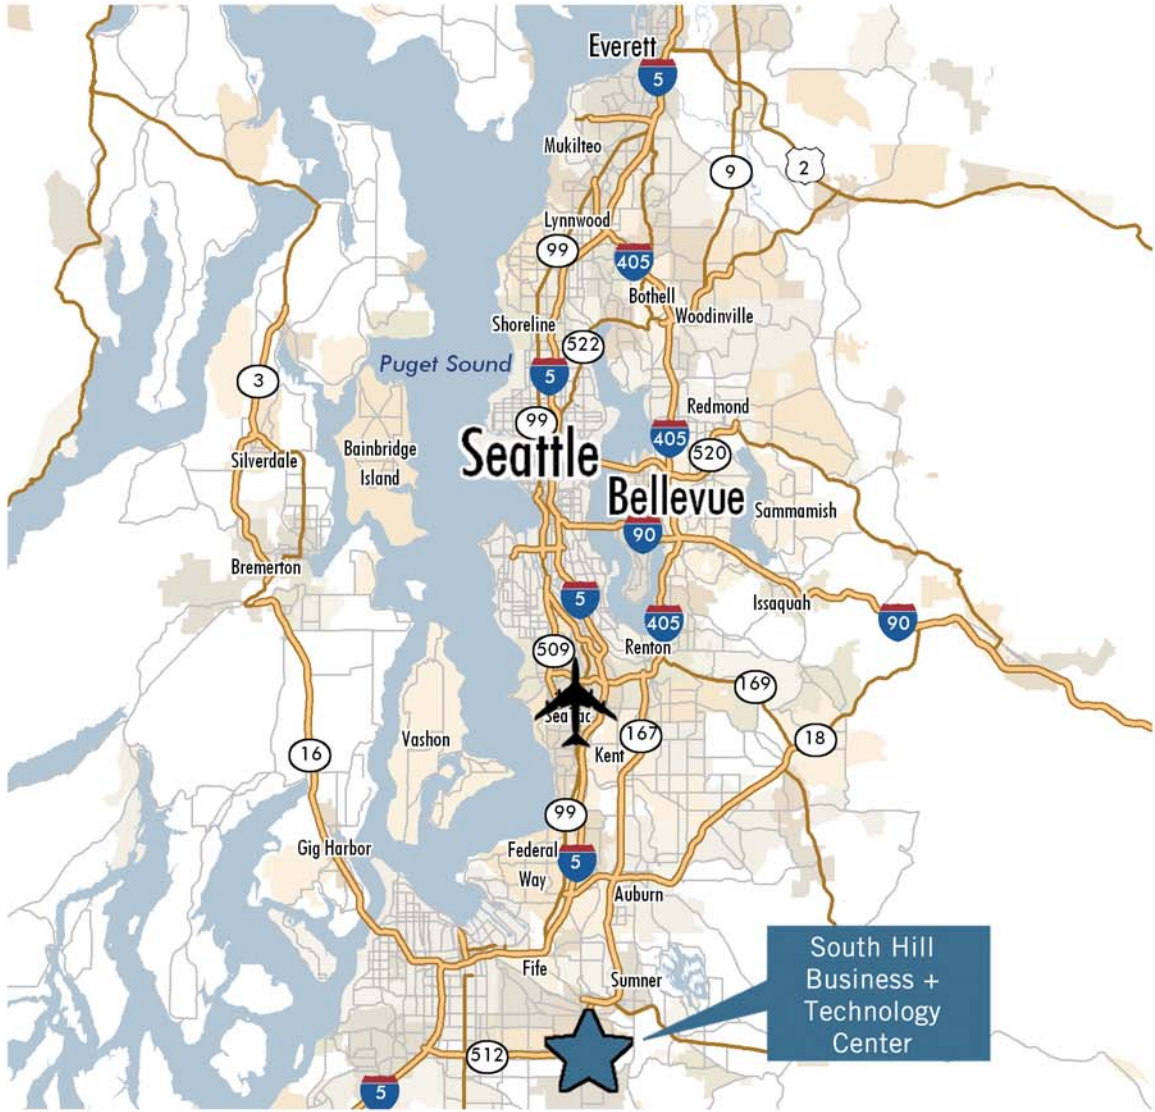 Everett
5
Mukilteo
9
2
Lynnwood
99
405
Bothell
Woodinville
Shoreline
522
Puget Sound
5
3
99
Redmond
405
520
Seattle
Silverdale
Bainbridge
Island
Bellevue
Sammamish
90
Bremerton
5
Issaquah
405
90
509
Renton
169
SeaTac
167
18
Vashon
Kent
16
99
Gig Harbor
Federal
Way
5
Auburn
South Hill
Business +
Technology
Center
Fife
Sumner
512
5